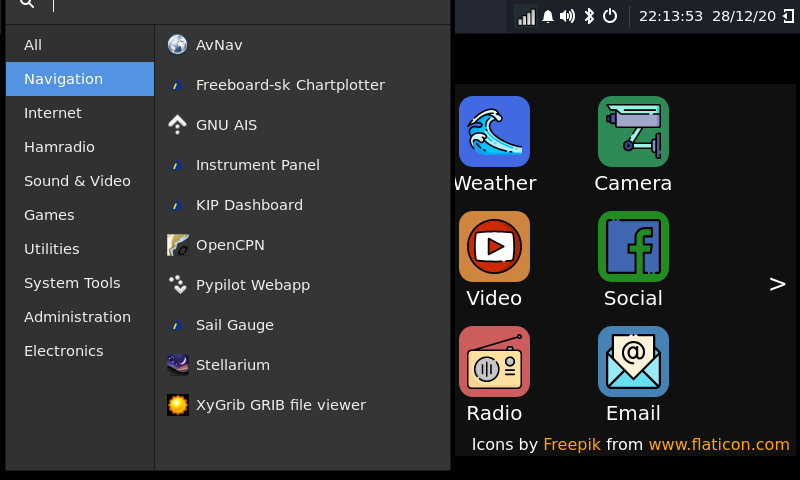 22:13:53 28/12/20
All
Navigation
Internet
Hamradio
Sound & Video
Games
Utilities
System Tools
Administration
Electronics
AvNav
Freeboard-sk Chartplotter
GNU AIS
Instrument Panel
KIP Dashboard
OpenCPN
Pypilot Webapp
Sail Gauge
Stellarium
XyGrib GRIB file viewer
Weather
Camera
Video
Social
>
Radio
Email
Icons by Freepik from www.flaticon.com